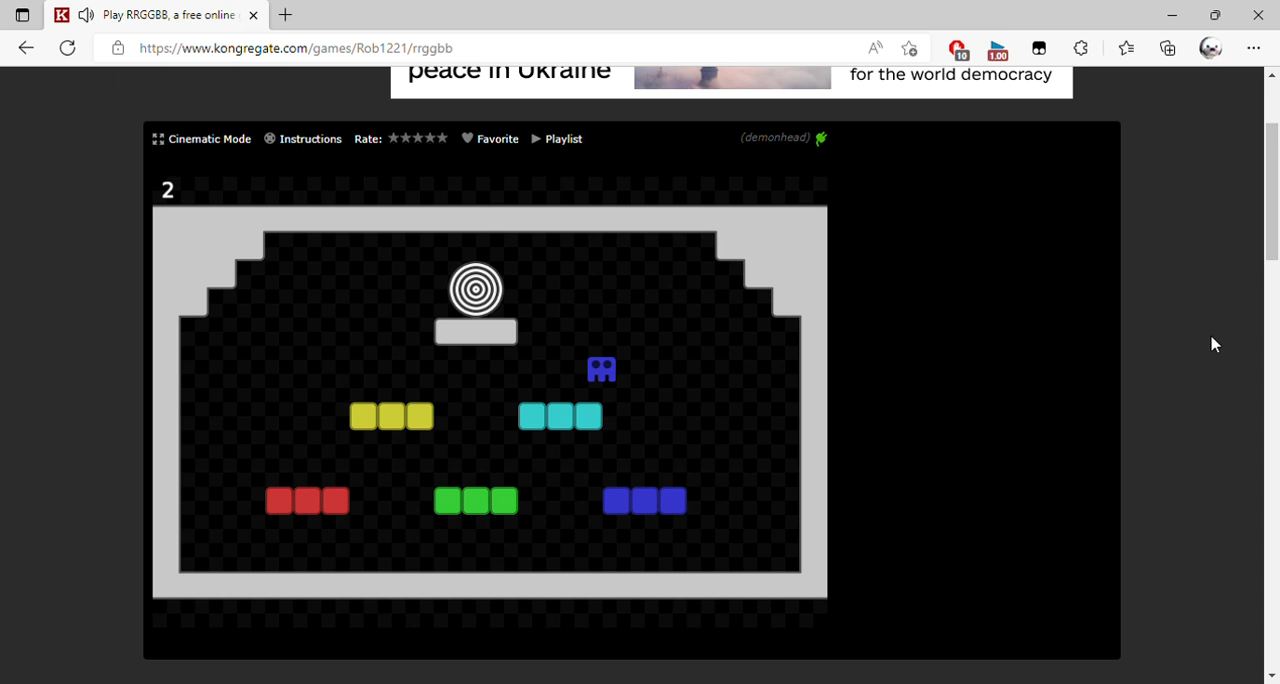 Play RRGGBB, a free online
https://www.kongregate.com/games/Rob1221/rrggbb
10
1.00
peace in Ukraine
for the world democracy
Cinematic Mode
Instructions
Rate:
Favorite
Playlist
(demonhead)
2